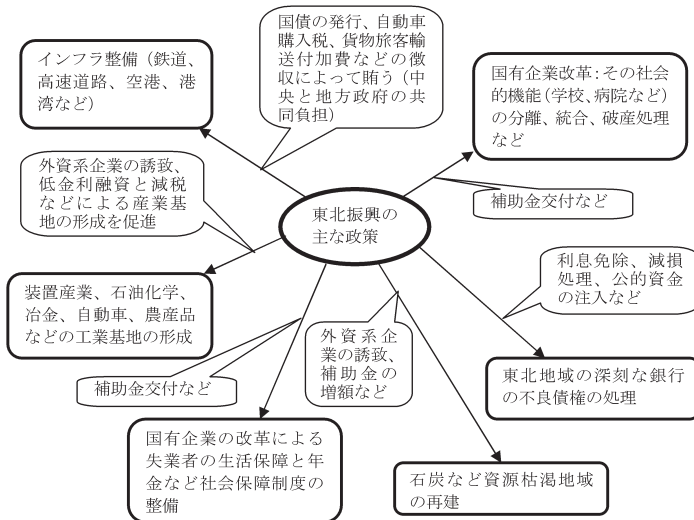 インフラ整備（鉄道、
高速道路、空港、港
湾など）
国債の発行、自動車
購入税、貨物旅客輸
送付加費などの徴
収によって賄う（中
央と地方政府の共
同負担）
国有企業改革：その社会
的機能（学校、病院など）
の分離、統合、破産処理
など
外資系企業の誘致、
低金利融資と減税
などによる産業基
地の形成を促進
補助金交付など
東北振興の
主な政策
利息免除、減損
処理、公的資金
の注入など
装置産業、石油化学、
冶金、自動車、農産品
などの工業基地の形成
外資系企
業の誘致、
補助金の
増額など
補助金交付など
東北地域の深刻な銀行
の不良債権の処理
国有企業の改革による
失業者の生活保障と年
金など社会保障制度の
整備
石炭など資源枯渇地域
の再建